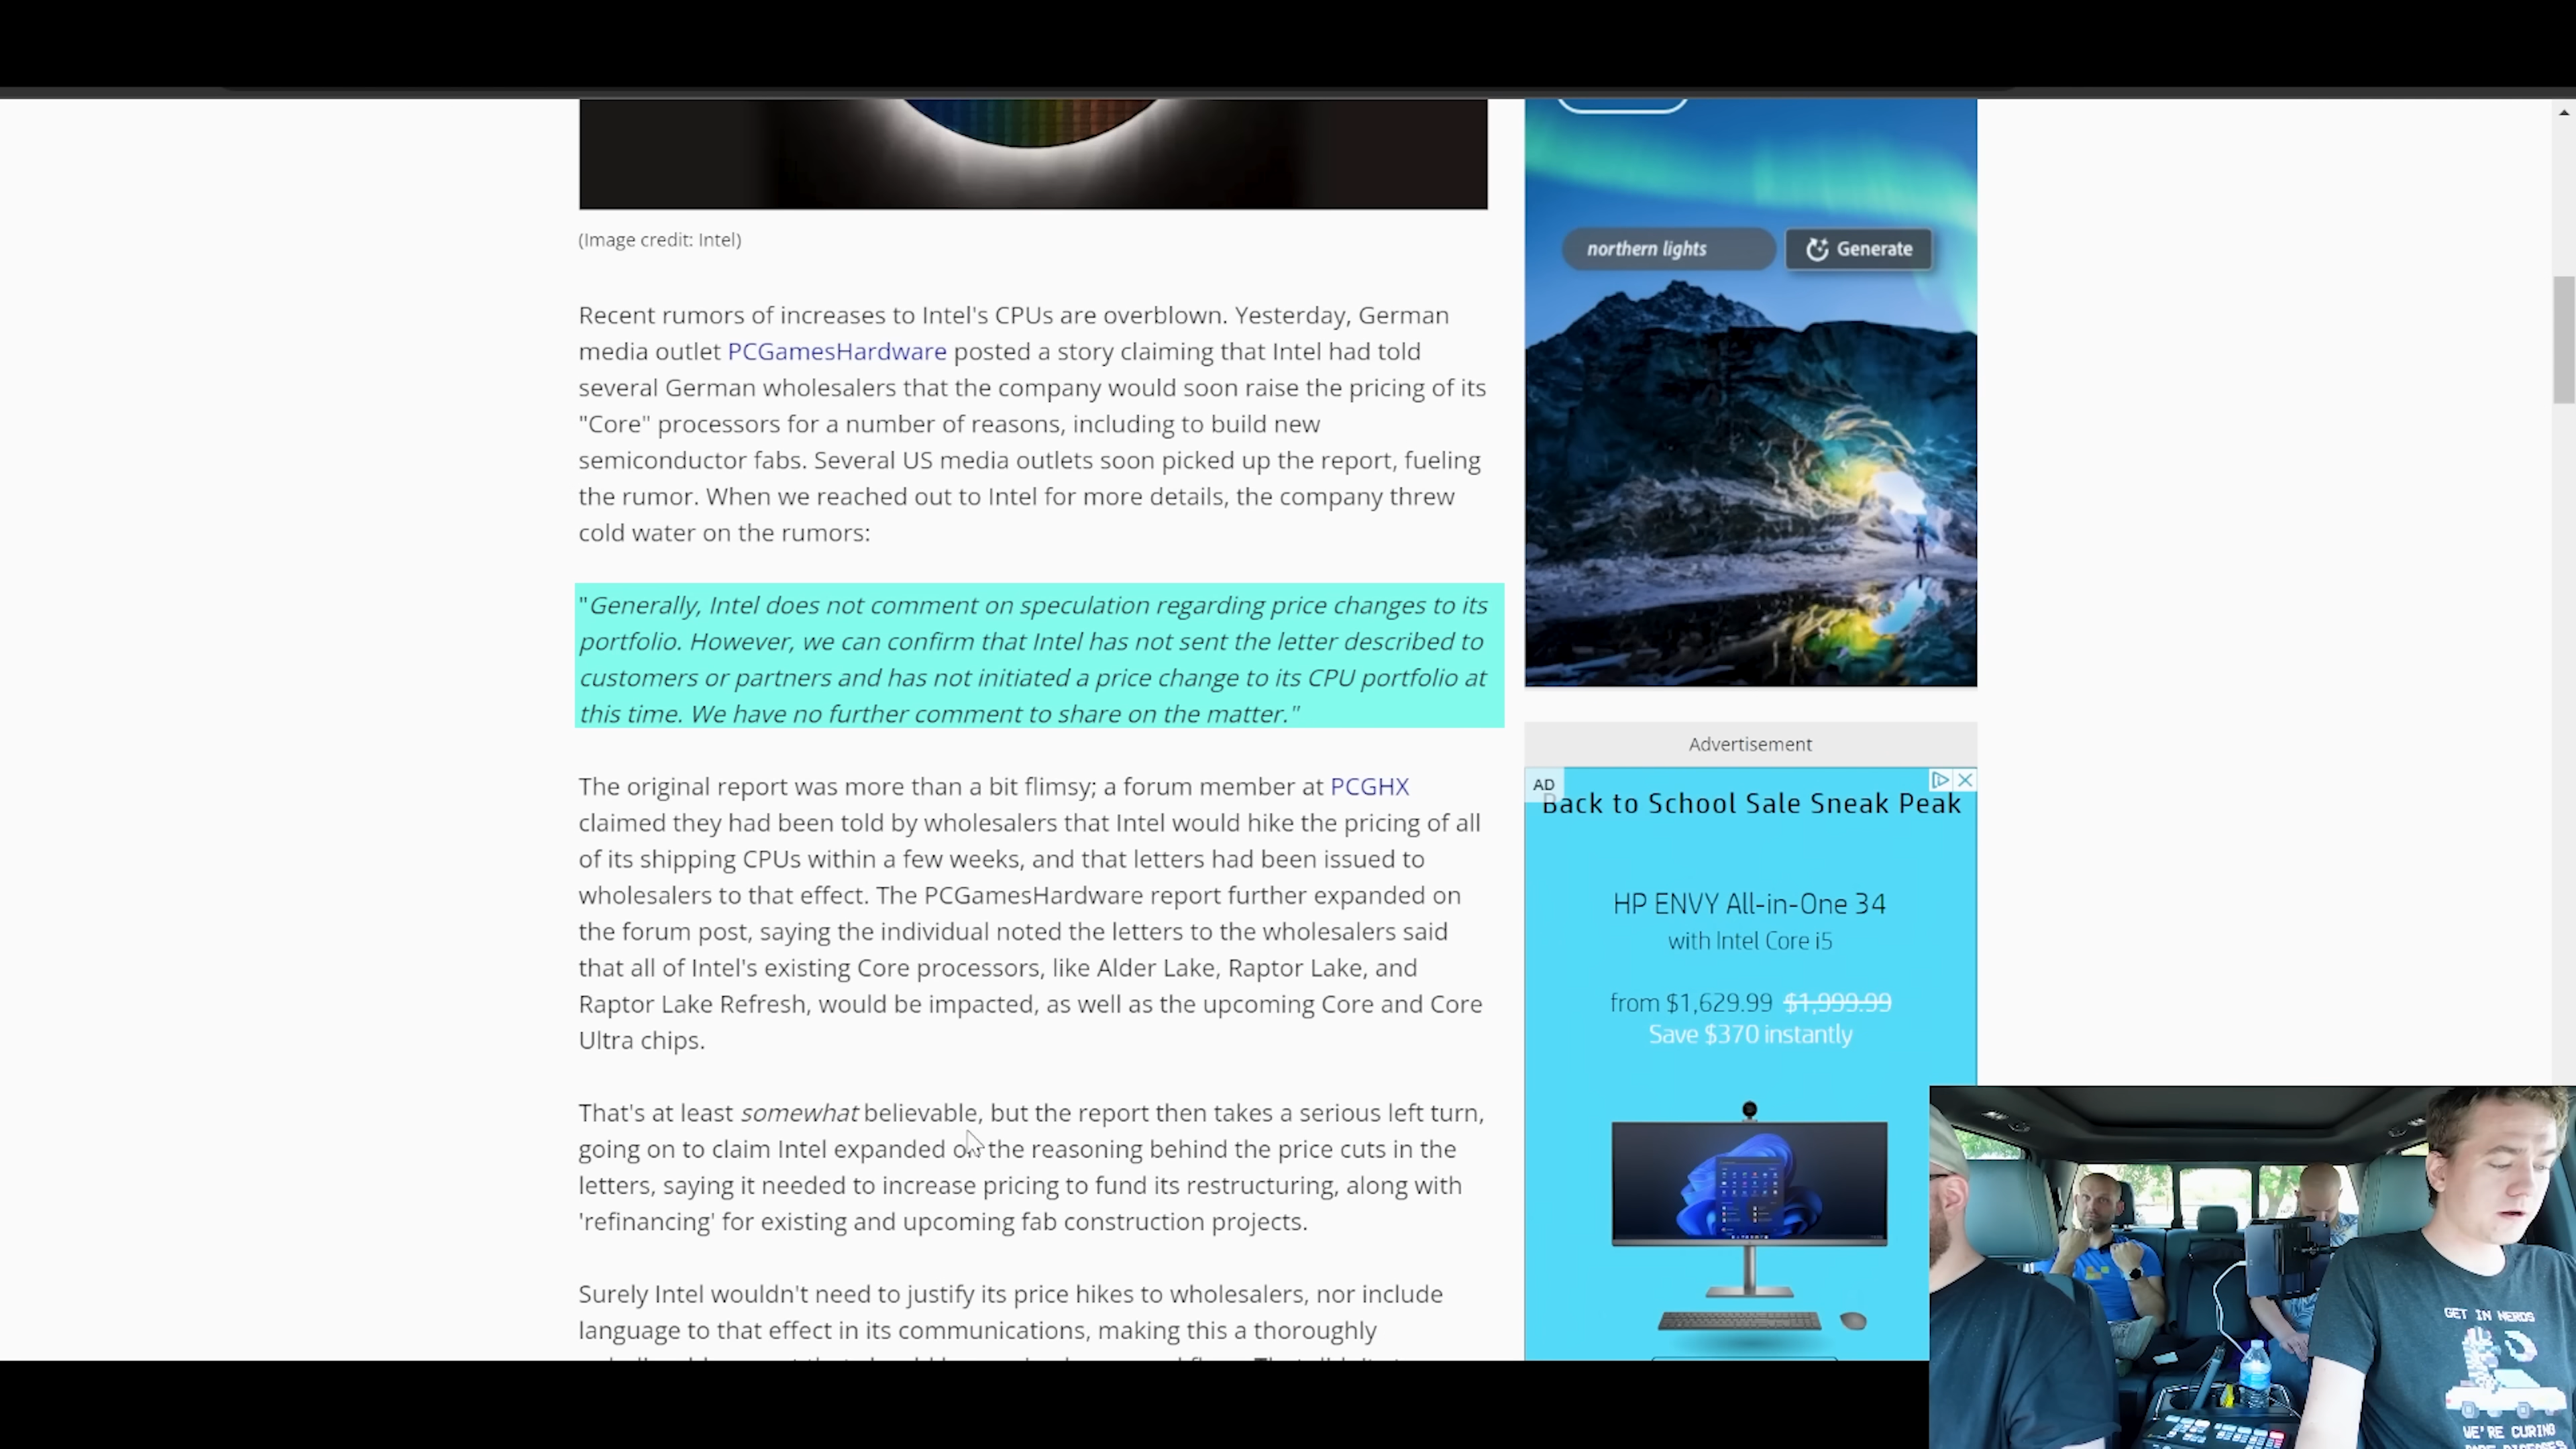 (Image credit: Intel)
Recent rumors of increases to Intel's CPUs are overblown. Yesterday, German
media outlet PCGamesHardware posted a story claiming that Intel had told
several German wholesalers that the company would soon raise the pricing of its
"Core" processors for a number of reasons, including to build new
semiconductor fabs. Several US media outlets soon picked up the report, fueling
the rumor. When we reached out to Intel for more details, the company threw
cold water on the rumors:
"Generally, Intel does not comment on speculation regarding price changes to its
portfolio. However, we can confirm that Intel has not sent the letter described to
customers or partners and has not initiated a price change to its CPU portfolio at
this time. We have no further comment to share on the matter."
The original report was more than a bit flimsy; a forum member at PCGHX
claimed they had been told by wholesalers that Intel would hike the pricing of all
of its shipping CPUs within a few weeks, and that letters had been issued to
wholesalers to that effect. The PCGamesHardware report further expanded on
the forum post, saying the individual noted the letters to the wholesalers said
that all of Intel's existing Core processors, like Alder Lake, Raptor Lake, and
Raptor Lake Refresh, would be impacted, as well as the upcoming Core and Core
Ultra chips.
That's at least somewhat believable, but the report then takes a serious left turn,
going on to claim Intel expanded on the reasoning behind the price cuts in the
letters, saying it needed to increase pricing to fund its restructuring, along with
'refinancing' for existing and upcoming fab construction projects.
Surely Intel wouldn't need to justify its price hikes to wholesalers, nor include
language to that effect in its communications, making this a thoroughly
northern lights
Generate
Advertisement
AD
Back to School Sale Sneak Peak
HP ENVY All-in-One 34
with Intel Core i5
from $1,629.99 $1,999.99
Save $370 instantly
GET IN NERDS
WE'RE CURING